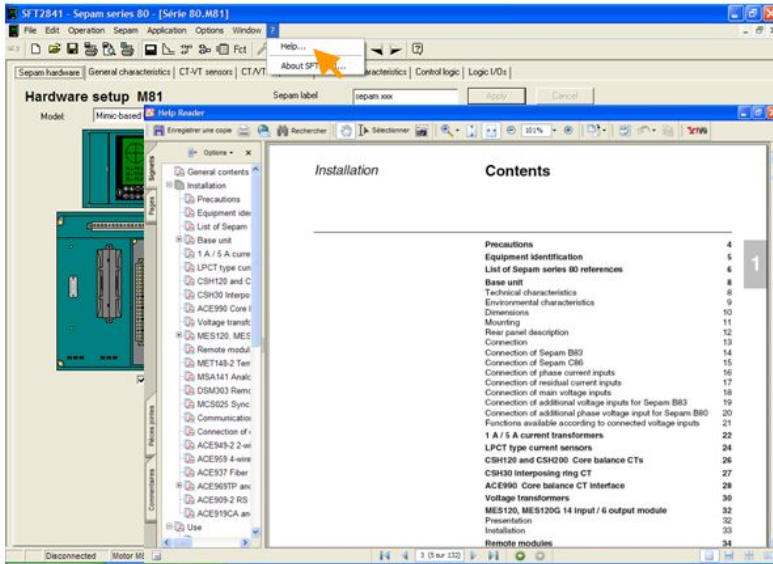 SFT2841 - Sepam series 80 - [Série 80.M81]
File Edit Operation Sepam Application Options Window ?
Fct
Help...
About SFT
Sepam hardware General characteristics CT-VT sensors CT/VT characteristics Control logic Logic I/Os
Hardware setup M81
Sepam label sepam xxx Apply Cancel
Model: Mimic-based
Help Reader
Enregistrer une copie Rechercher Sélectionner 101%
Signets
Pages
Pièces jointes
Commentaires
Options
General contents
Installation
Precautions
Equipment ide
List of Sepam
Base unit
1 A / 5 A curre
LPCT type cur
CSH120 and C
CSH30 Interpo
ACE990 Core
Voltage transfo
MES120, MES
Remote modul
MET148-2 Tem
MSA141 Analo
DSM303 Remo
MCS025 Sync
Communication
Connection of
ACE949-2 2-wi
ACE959 4-wire
ACE937 Fiber
ACE969TP and
ACE909-2 RS
ACE919CA an
Use
Installation
Contents
Precautions 4
Equipment identification 5
List of Sepam series 80 references 6
Base unit 8
Technical characteristics 8
Environmental characteristics 9
Dimensions 10
Mounting 11
Rear panel description 12
Connection 13
Connection of Sepam B83 14
Connection of Sepam C86 15
Connection of phase current inputs 16
Connection of residual current inputs 17
Connection of main voltage inputs 18
Connection of additional voltage inputs for Sepam B83 19
Connection of additional phase voltage input for Sepam B80 20
Functions available according to connected voltage inputs 21
1 A / 5 A current transformers 22
LPCT type current sensors 24
CSH120 and CSH200 Core balance CTs 26
CSH30 Interposing ring CT 27
ACE990 Core balance CT interface 28
Voltage transformers 30
MES120, MES120G 14 input / 6 output module 32
Presentation 32
Installation 33
Remote modules 34
1
Disconnected Motor M8
3 (5 sur 132)